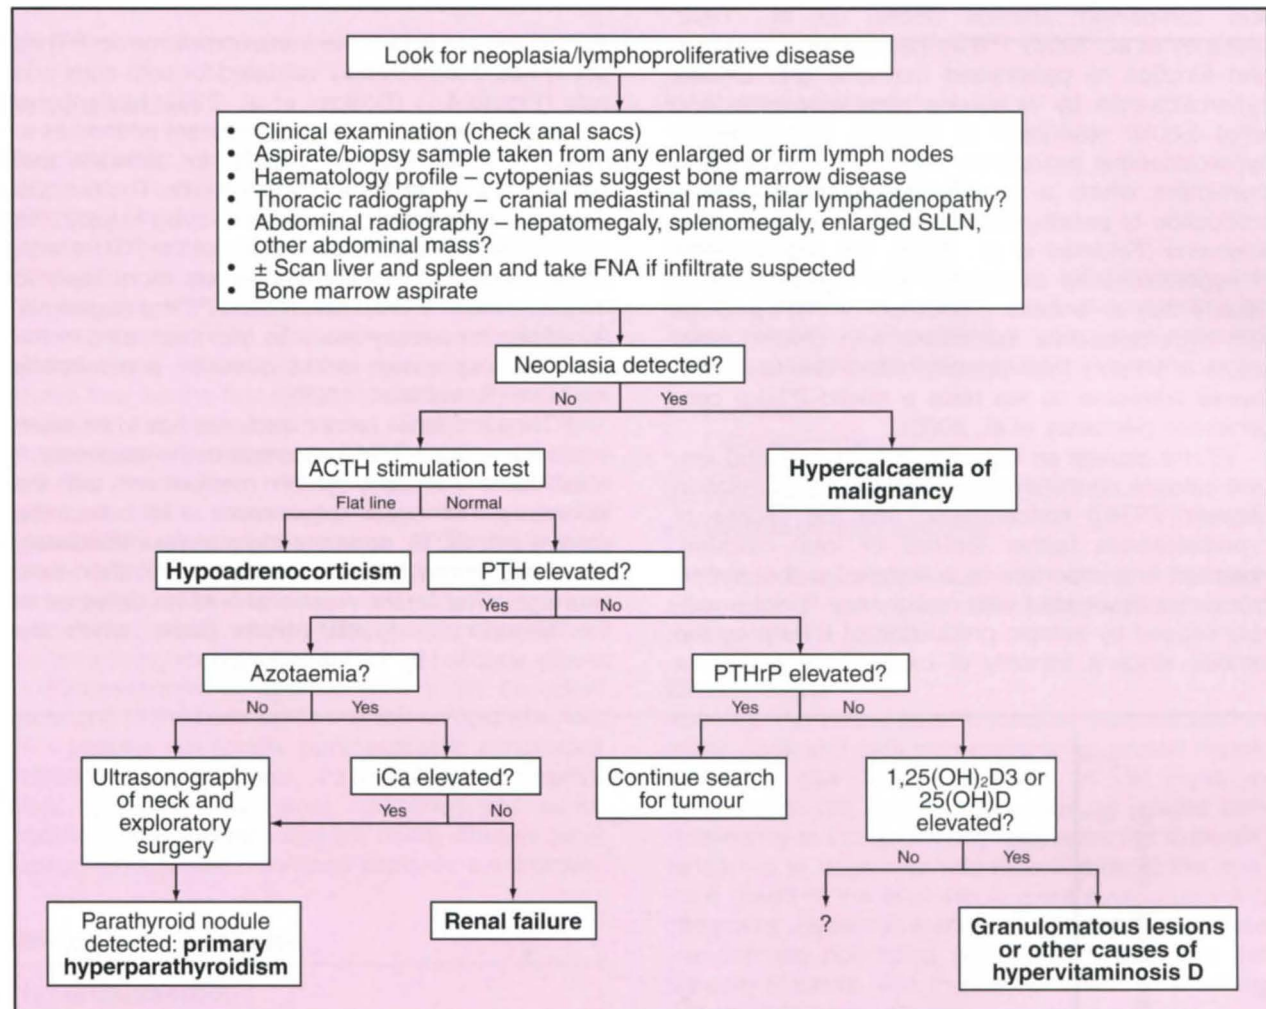 Look for neoplasia/lymphoproliferative disease
• Clinical examination (check anal sacs)
• Aspirate/biopsy sample taken from any enlarged or firm lymph nodes
• Haematology profile – cytopenias suggest bone marrow disease
• Thoracic radiography – cranial mediastinal mass, hilar lymphadenopathy?
• Abdominal radiography – hepatomegaly, splenomegaly, enlarged SLLN,
other abdominal mass?
• ± Scan liver and spleen and take FNA if infiltrate suspected
• Bone marrow aspirate
Neoplasia detected?
No Yes
ACTH stimulation test
Hypercalcaemia of
malignancy
Flat line Normal
Hypoadrenocorticism
PTH elevated?
Yes No
Azotaemia?
PTHrP elevated?
No Yes
Yes No
Ultrasonography
of neck and
exploratory
surgery
iCa elevated?
Yes No
Continue search
for tumour
1,25(OH)₂D3 or
25(OH)D
elevated?
No Yes
Parathyroid nodule
detected: primary
hyperparathyroidism
Renal failure
?
Granulomatous lesions
or other causes of
hypervitaminosis D